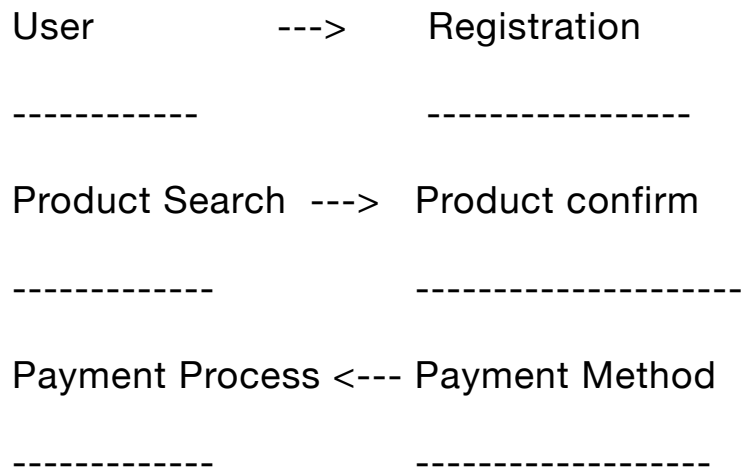 User ---> Registration
------------ -----------------
Product Search ---> Product confirm
------------- ---------------------
Payment Process <--- Payment Method
------------- -------------------